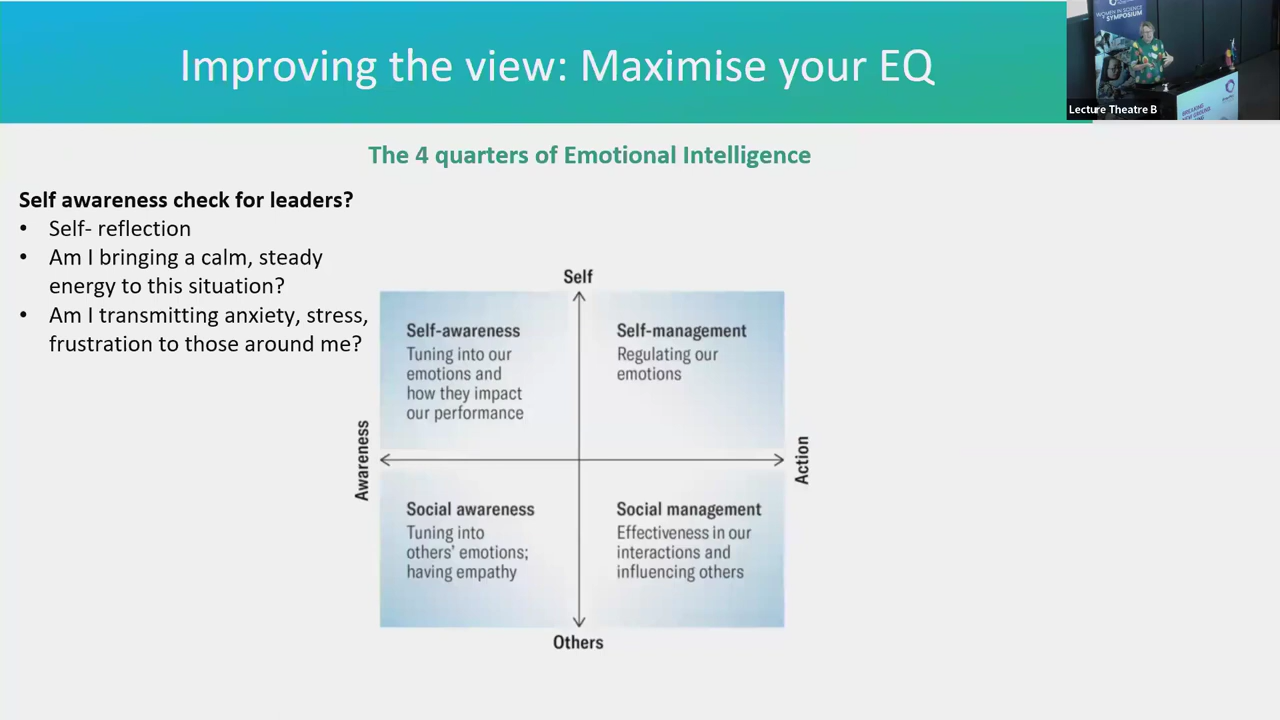 Improving the view: Maximise your EQ
WOMEN IN SCIENCE
SYMPOSIUM
Lecture Theatre B
The 4 quarters of Emotional Intelligence
Self awareness check for leaders?
• Self- reflection
• Am I bringing a calm, steady
energy to this situation?
• Am I transmitting anxiety, stress,
frustration to those around me?
Self
Self-awareness
Tuning into our
emotions and
how they impact
our performance
Self-management
Regulating our
emotions
Awareness
Action
Social awareness
Tuning into
others' emotions;
having empathy
Social management
Effectiveness in our
interactions and
influencing others
Others